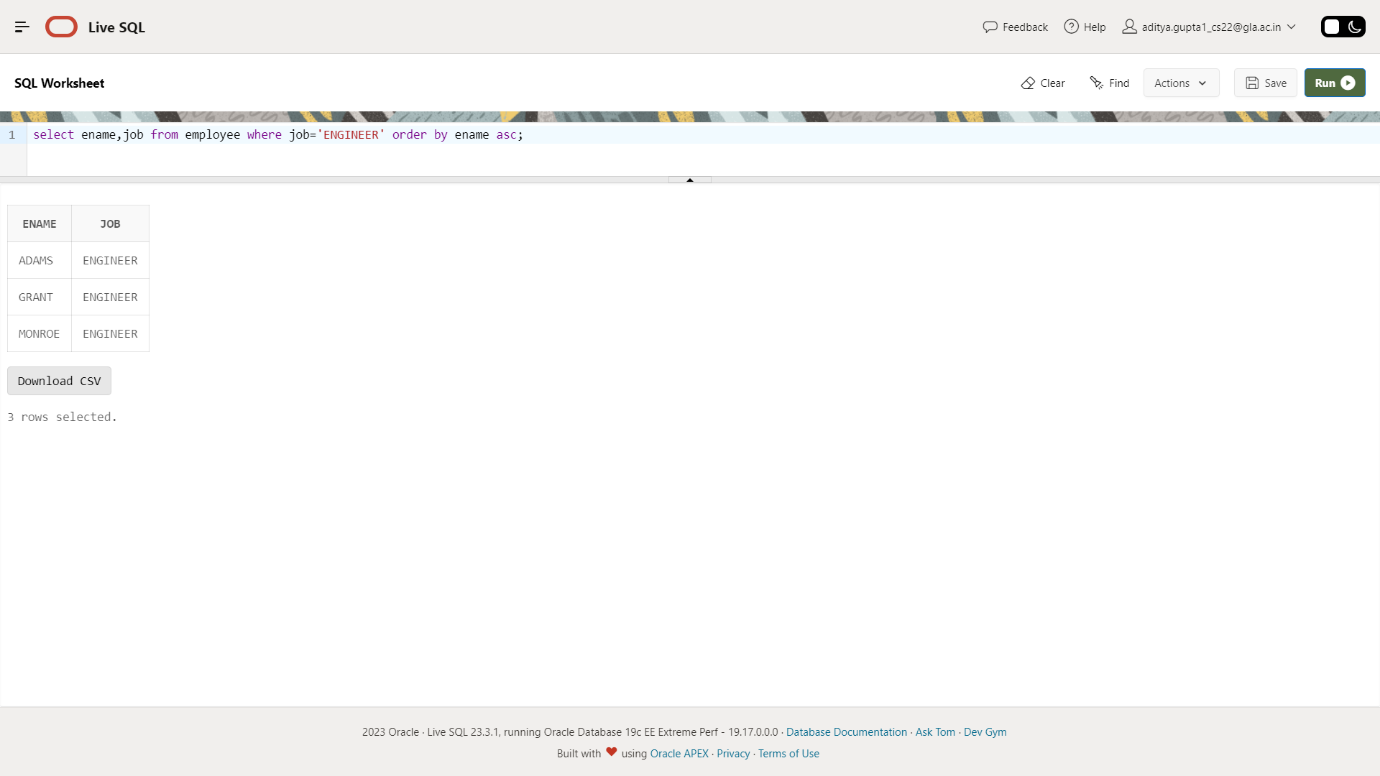 Live SQL
Feedback Help aditya.gupta1_cs22@gla.ac.in
SQL Worksheet
Clear Find Actions Save Run
1 select ename,job from employee where job='ENGINEER' order by ename asc;
ENAME JOB
ADAMS ENGINEER
GRANT ENGINEER
MONROE ENGINEER
Download CSV
3 rows selected.
2023 Oracle · Live SQL 23.3.1, running Oracle Database 19c EE Extreme Perf - 19.17.0.0.0 · Database Documentation · Ask Tom · Dev Gym
Built with ❤ using Oracle APEX · Privacy · Terms of Use